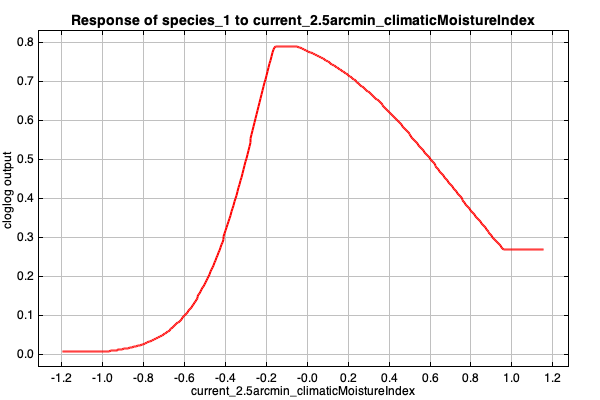 Response of species_1 to current_2.5arcmin_climaticMoistureIndex
cloglog output
0.8
0.7
0.6
0.5
0.4
0.3
0.2
0.1
0.0
-1.2 -1.0 -0.8 -0.6 -0.4 -0.2 -0.0 0.2 0.4 0.6 0.8 1.0 1.2
current_2.5arcmin_climaticMoistureIndex